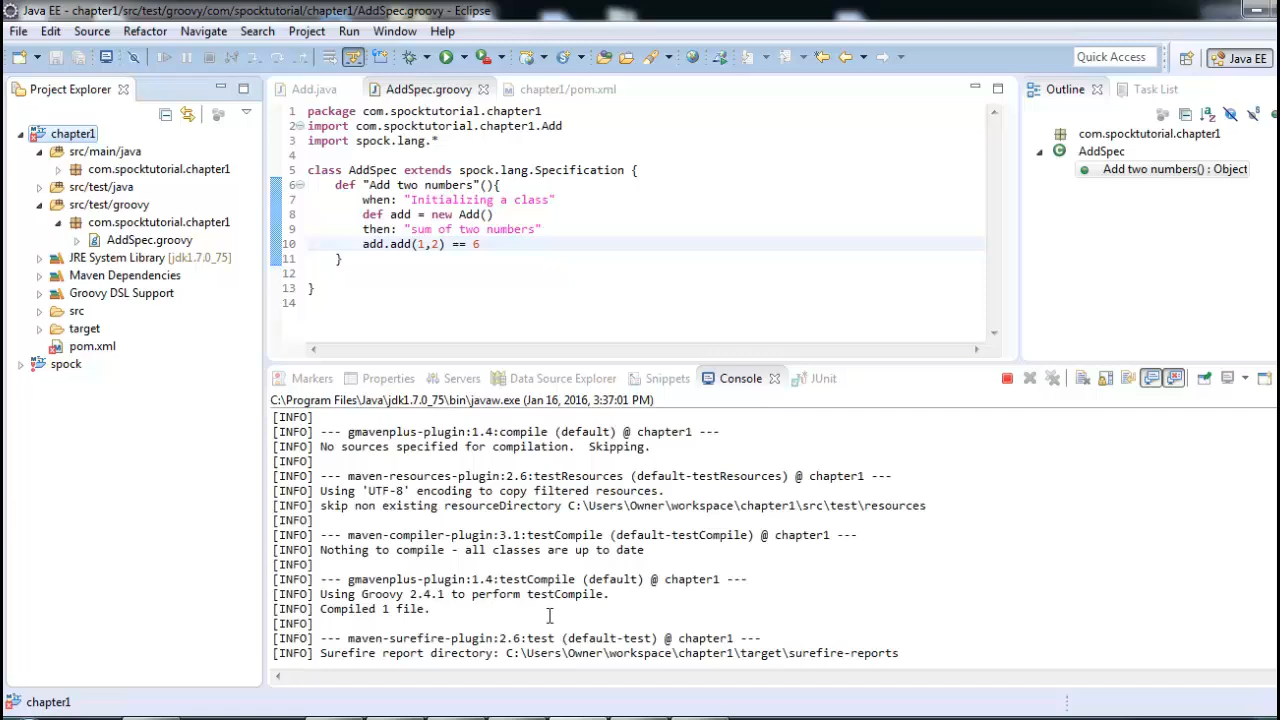 Java EE - chapter1/src/test/groovy/com/spocktutorial/chapter1/AddSpec.groovy - Eclipse
File Edit Source Refactor Navigate Search Project Run Window Help
Quick Access
Java EE
Project Explorer
chapter1
src/main/java
com.spocktutorial.chapter1
src/test/java
src/test/groovy
com.spocktutorial.chapter1
AddSpec.groovy
JRE System Library [jdk1.7.0_75]
Maven Dependencies
Groovy DSL Support
src
target
pom.xml
spock
Add.java AddSpec.groovy chapter1/pom.xml
1 package com.spocktutorial.chapter1
2 import com.spocktutorial.chapter1.Add
3 import spock.lang.*
4
5 class AddSpec extends spock.lang.Specification {
6 def "Add two numbers"(){
7 when: "Initializing a class"
8 def add = new Add()
9 then: "sum of two numbers"
10 add.add(1,2) == 6
11 }
12
13 }
14
Outline Task List
com.spocktutorial.chapter1
AddSpec
Add two numbers() : Object
Markers Properties Servers Data Source Explorer Snippets Console JUnit
C:\Program Files\Java\jdk1.7.0_75\bin\javaw.exe (Jan 16, 2016, 3:37:01 PM)
[INFO]
[INFO] --- gmavenplus-plugin:1.4:compile (default) @ chapter1 ---
[INFO] No sources specified for compilation.  Skipping.
[INFO]
[INFO] --- maven-resources-plugin:2.6:testResources (default-testResources) @ chapter1 ---
[INFO] Using 'UTF-8' encoding to copy filtered resources.
[INFO] skip non existing resourceDirectory C:\Users\Owner\workspace\chapter1\src\test\resources
[INFO]
[INFO] --- maven-compiler-plugin:3.1:testCompile (default-testCompile) @ chapter1 ---
[INFO] Nothing to compile - all classes are up to date
[INFO]
[INFO] --- gmavenplus-plugin:1.4:testCompile (default) @ chapter1 ---
[INFO] Using Groovy 2.4.1 to perform testCompile.
[INFO] Compiled 1 file.
[INFO]
[INFO] --- maven-surefire-plugin:2.6:test (default-test) @ chapter1 ---
[INFO] Surefire report directory: C:\Users\Owner\workspace\chapter1\target\surefire-reports
chapter1